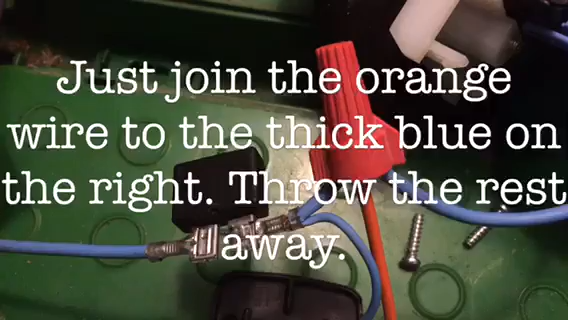 Just join the orange
wire to the thick blue on
the right. Throw the rest
away.